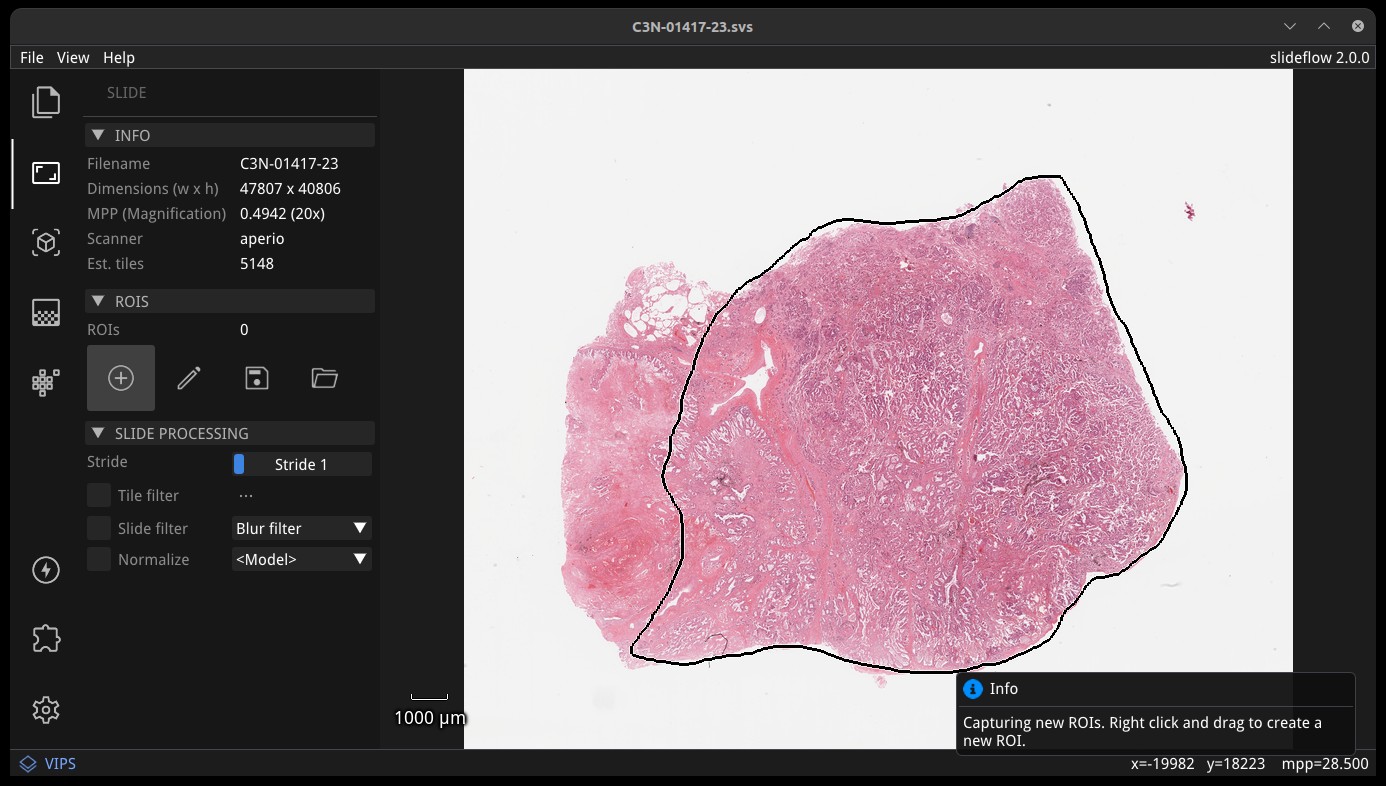 C3N-01417-23.svs
File View Help
slideflow 2.0.0
SLIDE
INFO
Filename C3N-01417-23
Dimensions (w x h) 47807 x 40806
MPP (Magnification) 0.4942 (20x)
Scanner aperio
Est. tiles 5148
ROIS
ROIs 0
SLIDE PROCESSING
Stride Stride 1
Tile filter ...
Slide filter Blur filter
Normalize <Model>
1000 µm
Info
Capturing new ROIs. Right click and drag to create a
new ROI.
VIPS
x=-19982 y=18223 mpp=28.500